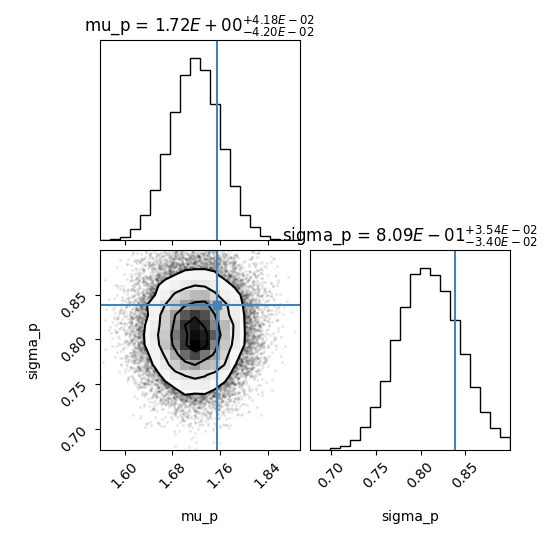 mu_p = 1.72E + 00+4.18E − 02 −4.20E − 02
sigma_p = 8.09E − 01+3.54E − 02 −3.40E − 02
sigma_p
0.85
0.80
0.75
0.70
1.60 1.68 1.76 1.84
mu_p
0.70 0.75 0.80 0.85
sigma_p